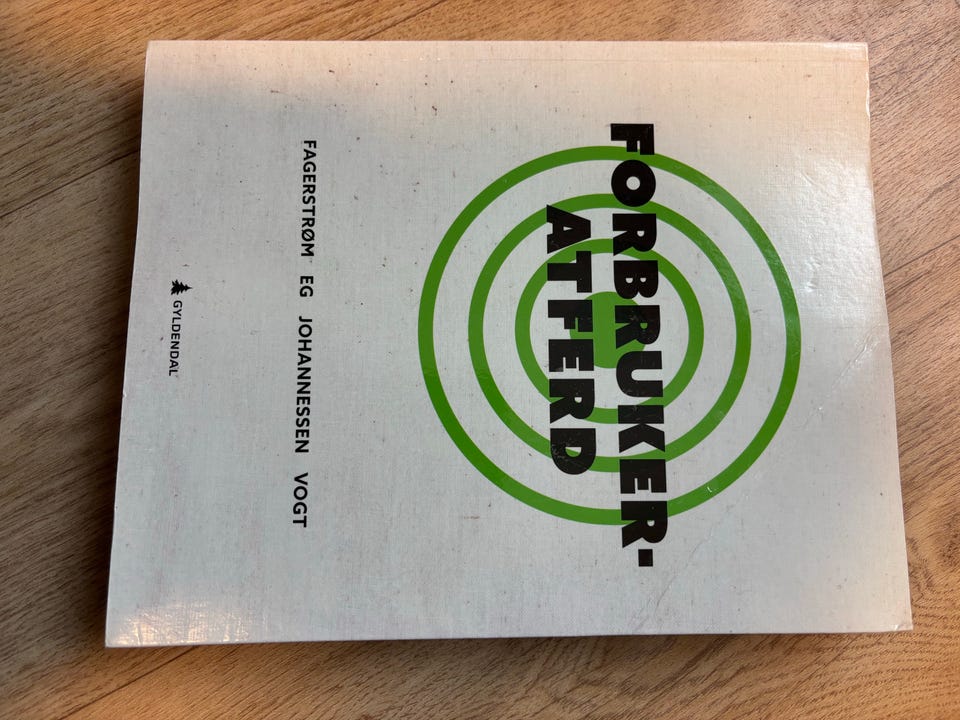 FORBRUKER-
ATFERD
FAGERSTRØM EG JOHANNESSEN VOGT
GYLDENDAL